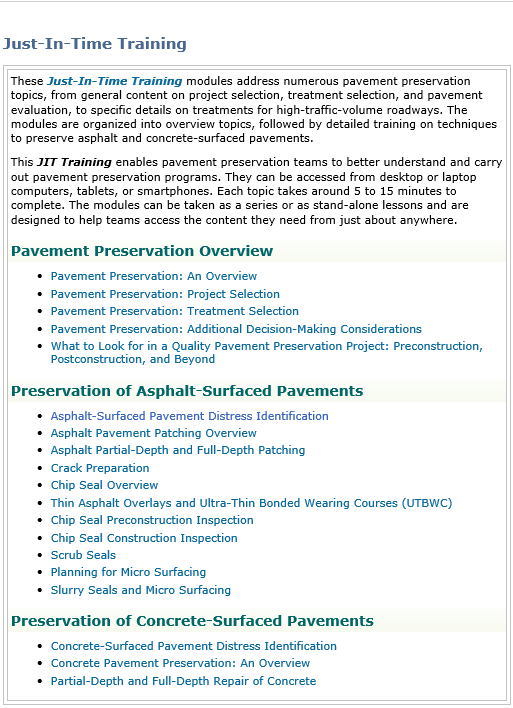 Just-In-Time Training
These Just-In-Time Training modules address numerous pavement preservation
topics, from general content on project selection, treatment selection, and pavement
evaluation, to specific details on treatments for high-traffic-volume roadways. The
modules are organized into overview topics, followed by detailed training on techniques
to preserve asphalt and concrete-surfaced pavements.
This JIT Training enables pavement preservation teams to better understand and carry
out pavement preservation programs. They can be accessed from desktop or laptop
computers, tablets, or smartphones. Each topic takes around 5 to 15 minutes to
complete. The modules can be taken as a series or as stand-alone lessons and are
designed to help teams access the content they need from just about anywhere.
Pavement Preservation Overview
• Pavement Preservation: An Overview
• Pavement Preservation: Project Selection
• Pavement Preservation: Treatment Selection
• Pavement Preservation: Additional Decision-Making Considerations
• What to Look for in a Quality Pavement Preservation Project: Preconstruction,
Postconstruction, and Beyond
Preservation of Asphalt-Surfaced Pavements
• Asphalt-Surfaced Pavement Distress Identification
• Asphalt Pavement Patching Overview
• Asphalt Partial-Depth and Full-Depth Patching
• Crack Preparation
• Chip Seal Overview
• Thin Asphalt Overlays and Ultra-Thin Bonded Wearing Courses (UTBWC)
• Chip Seal Preconstruction Inspection
• Chip Seal Construction Inspection
• Scrub Seals
• Planning for Micro Surfacing
• Slurry Seals and Micro Surfacing
Preservation of Concrete-Surfaced Pavements
• Concrete-Surfaced Pavement Distress Identification
• Concrete Pavement Preservation: An Overview
• Partial-Depth and Full-Depth Repair of Concrete